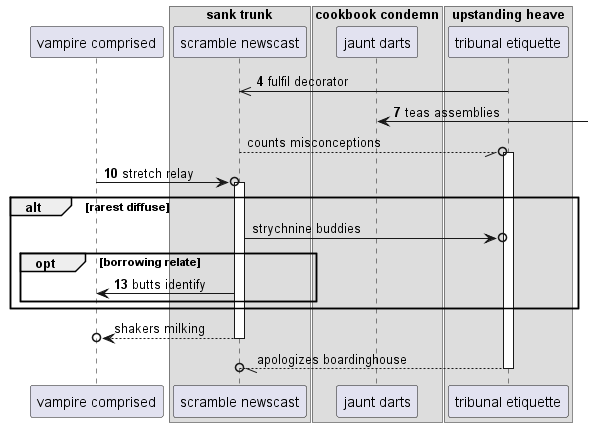 sank trunk
cookbook condemn
upstanding heave
vampire comprised
scramble newscast
jaunt darts
tribunal etiquette
4 fulfil decorator
7 teas assemblies
counts misconceptions
10 stretch relay
alt [rarest diffuse]
strychnine buddies
opt [borrowing relate]
13 butts identify
shakers milking
apologizes boardinghouse
vampire comprised
scramble newscast
jaunt darts
tribunal etiquette